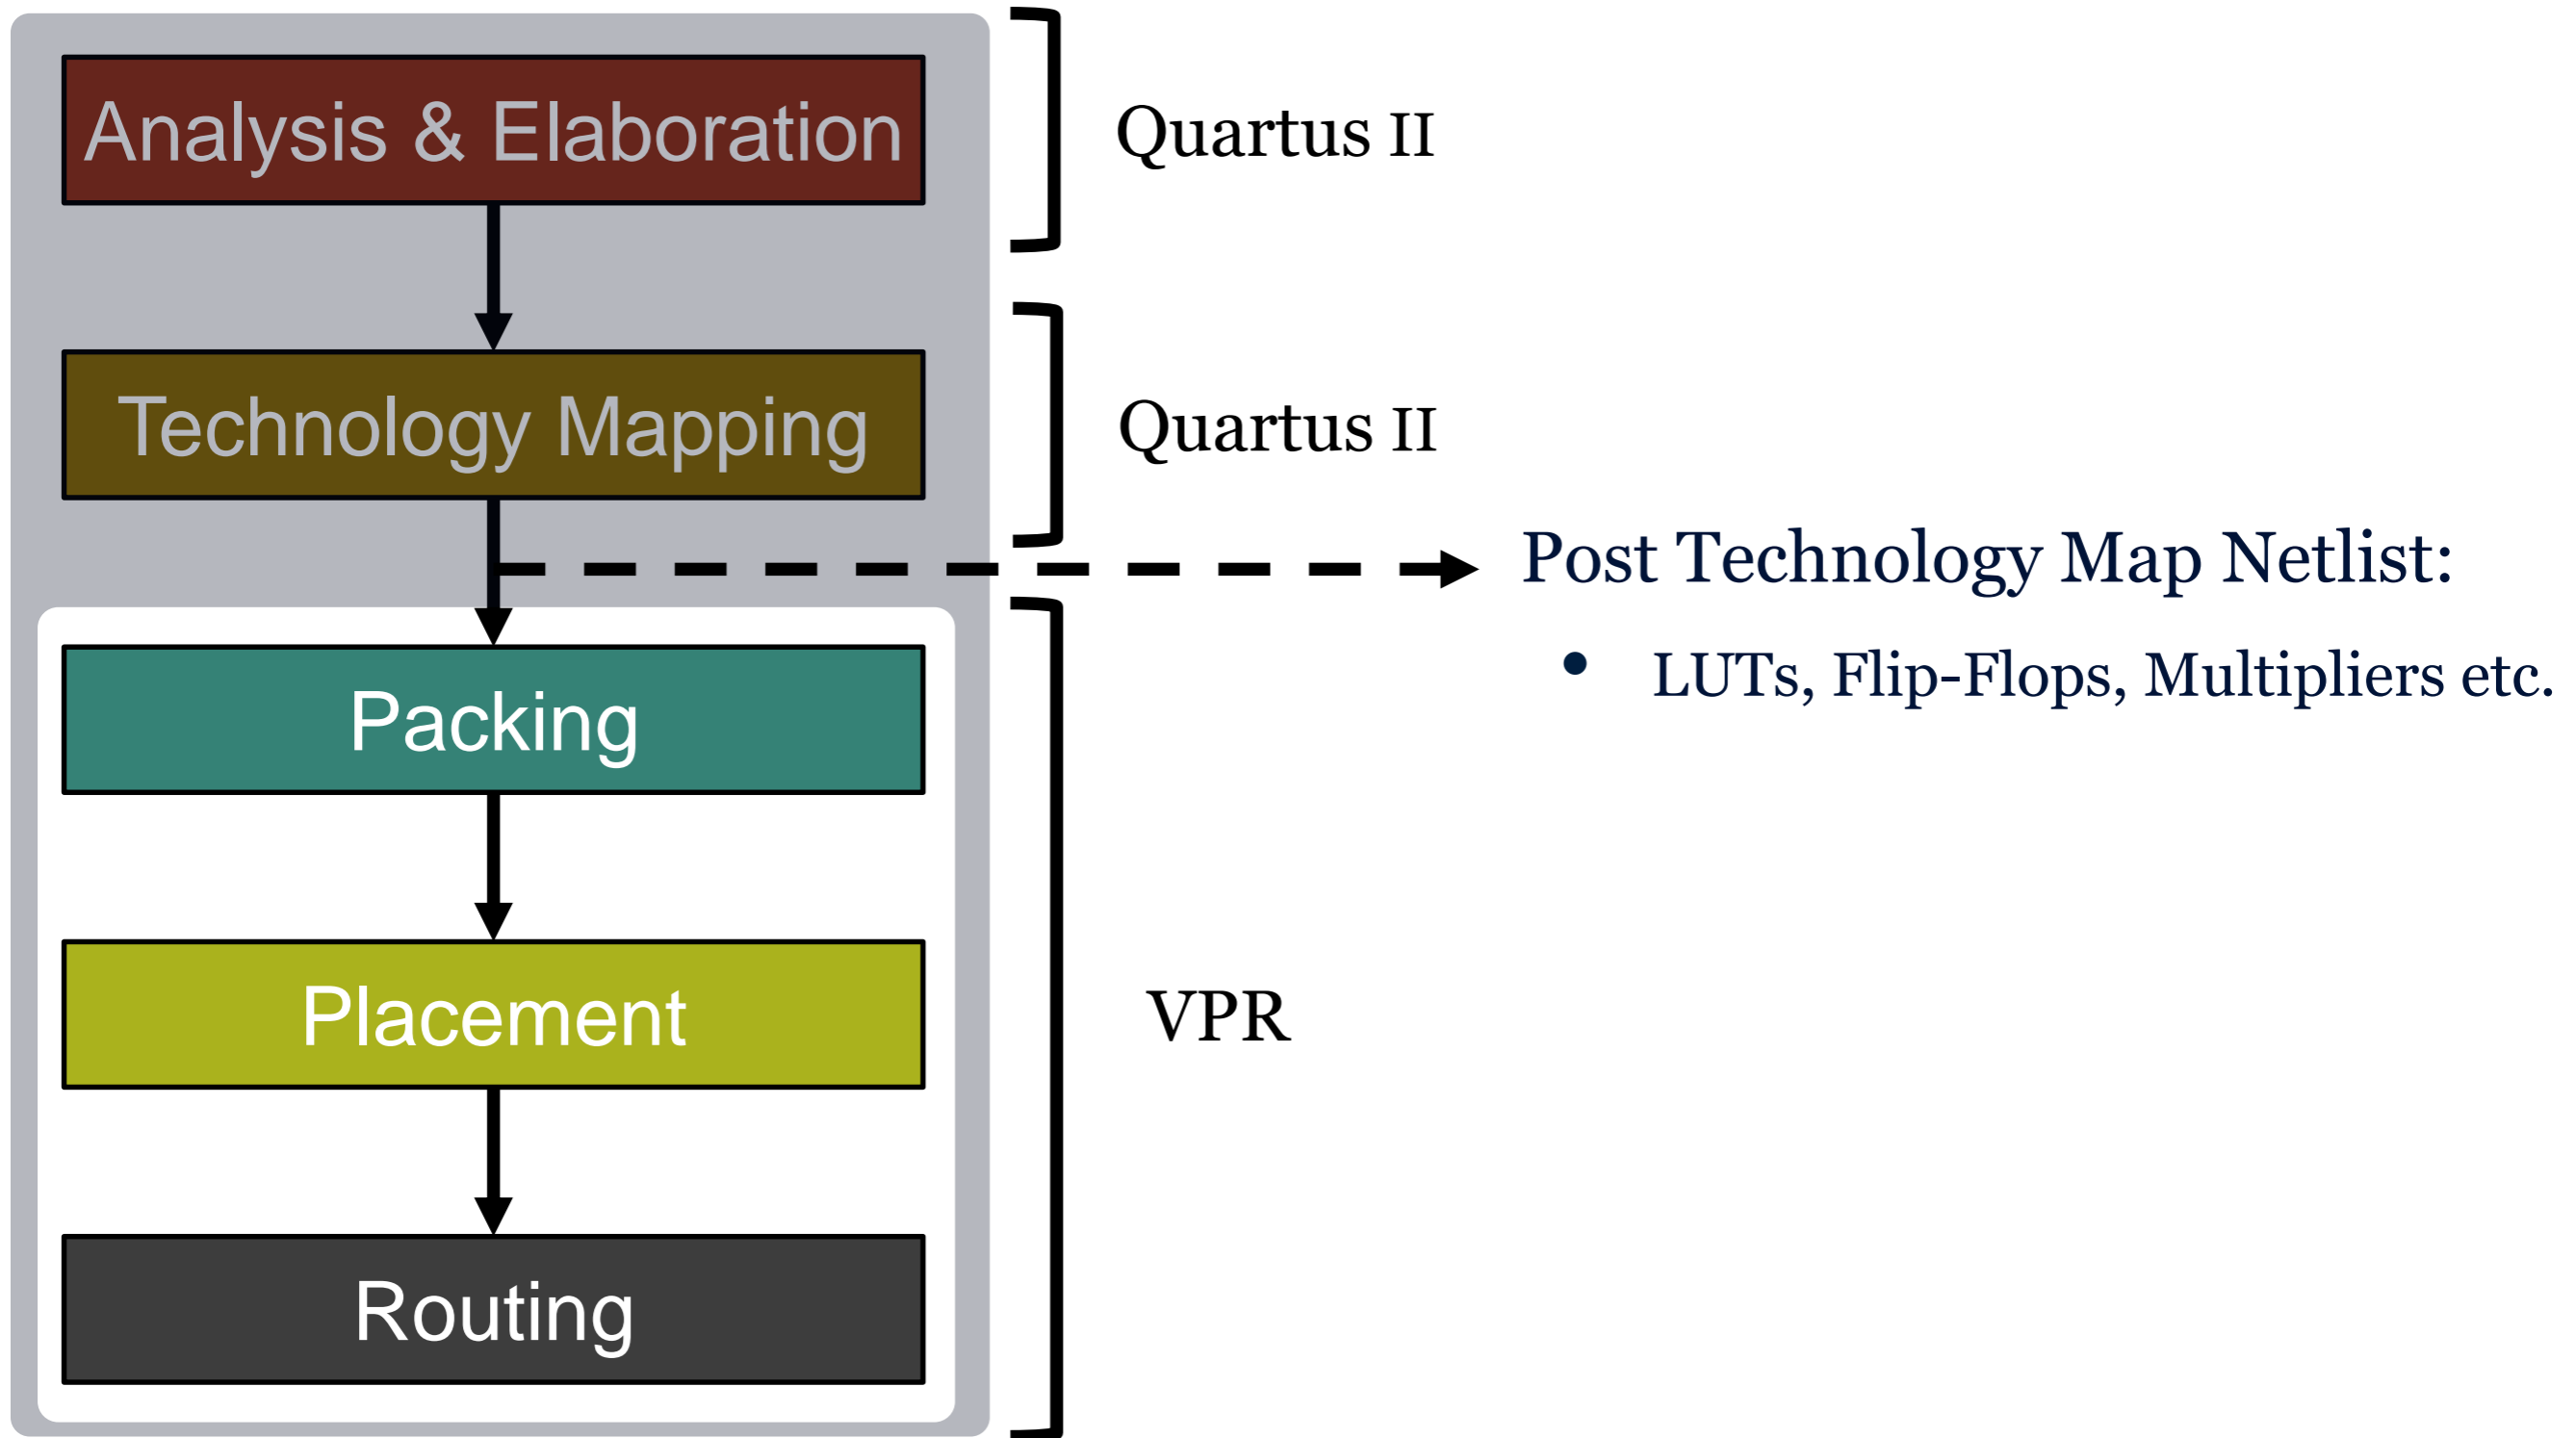 Analysis & Elaboration
Quartus II
Technology Mapping
Quartus II
Post Technology Map Netlist:
• LUTs, Flip-Flops, Multipliers etc.
Packing
Placement
VPR
Routing